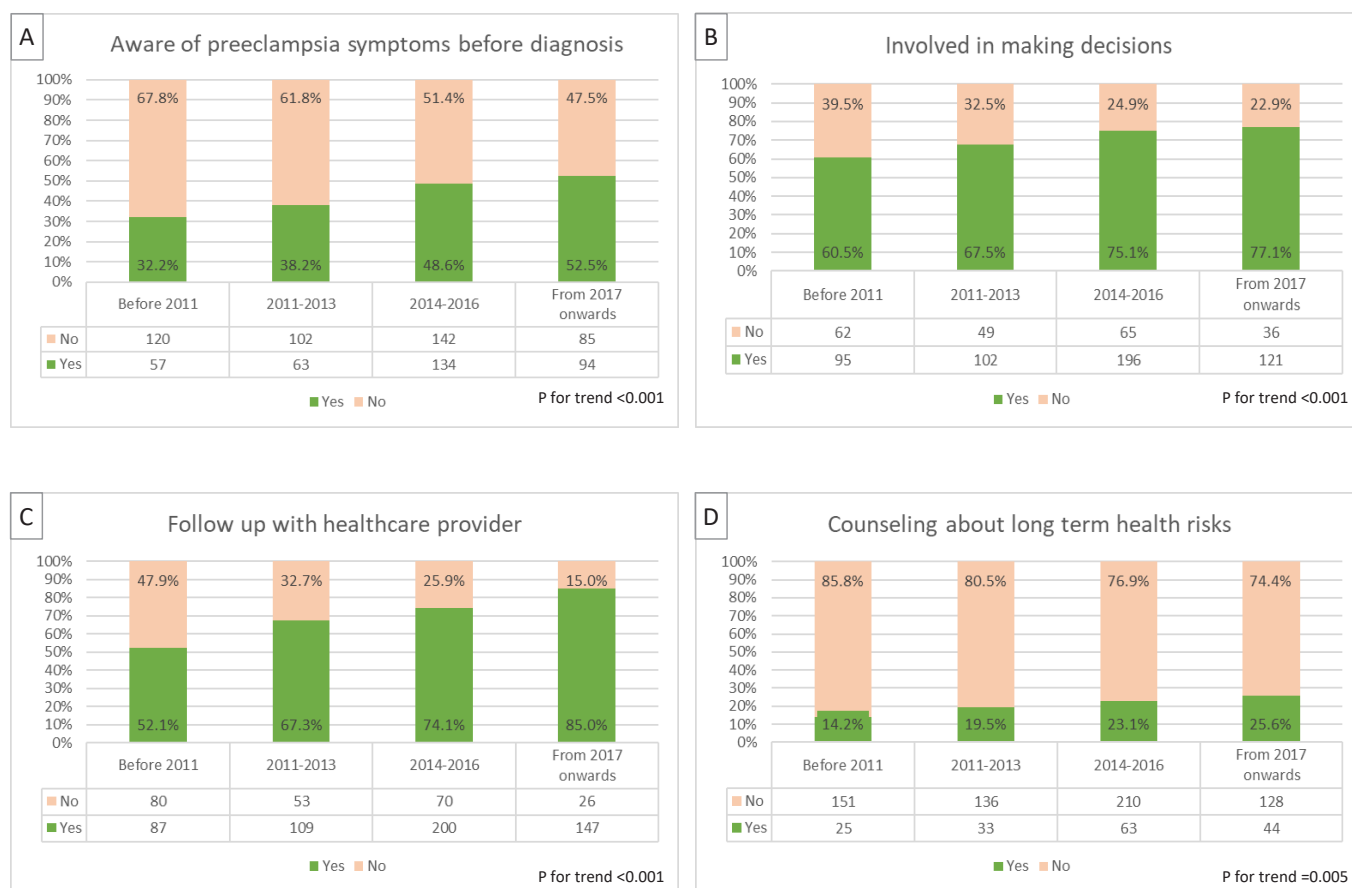 A
Aware of preeclampsia symptoms before diagnosis
100%
90%
80%
70%
60%
50%
40%
30%
20%
10%
0%
67.8% 61.8% 51.4% 47.5%
32.2% 38.2% 48.6% 52.5%
Before 2011 2011-2013 2014-2016 From 2017
onwards
No 120 102 142 85
Yes 57 63 134 94
Yes No
P for trend <0.001
B
Involved in making decisions
100%
90%
80%
70%
60%
50%
40%
30%
20%
10%
0%
39.5% 32.5% 24.9% 22.9%
60.5% 67.5% 75.1% 77.1%
Before 2011 2011-2013 2014-2016 From 2017
onwards
No 62 49 65 36
Yes 95 102 196 121
Yes No
P for trend <0.001
C
Follow up with healthcare provider
100%
90%
80%
70%
60%
50%
40%
30%
20%
10%
0%
47.9% 32.7% 25.9% 15.0%
52.1% 67.3% 74.1% 85.0%
Before 2011 2011-2013 2014-2016 From 2017
onwards
No 80 53 70 26
Yes 87 109 200 147
Yes No
P for trend <0.001
D
Counseling about long term health risks
100%
90%
80%
70%
60%
50%
40%
30%
20%
10%
0%
85.8% 80.5% 76.9% 74.4%
14.2% 19.5% 23.1% 25.6%
Before 2011 2011-2013 2014-2016 From 2017
onwards
No 151 136 210 128
Yes 25 33 63 44
Yes No
P for trend =0.005